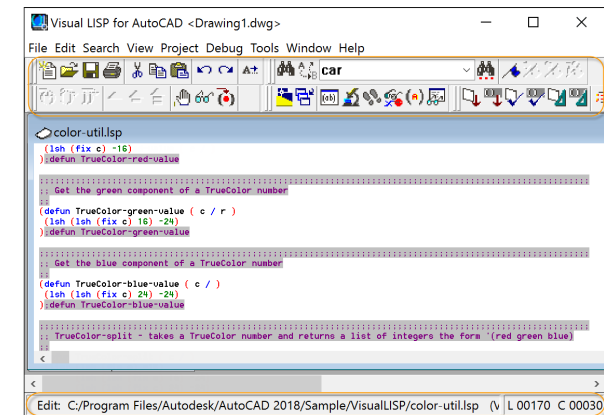 Visual LISP for AutoCAD <Drawing1.dwg>
File Edit Search View Project Debug Tools Window Help
car
color-util.lsp
(lsh (fix c) -16)
);defun TrueColor-red-value
;; Get the green component of a TrueColor number
;;
(defun TrueColor-green-value ( c / r )
(lsh (lsh (fix c) 16) -24)
);defun TrueColor-green-value
;; Get the blue component of a TrueColor number
;;
(defun TrueColor-blue-value ( c / )
(lsh (lsh (fix c) 24) -24)
);defun TrueColor-blue-value
;; TrueColor-split - takes a TrueColor number and returns a list of integers the form '(red green blue)
;;
Edit: C:/Program Files/Autodesk/AutoCAD 2018/Sample/VisualLISP/color-util.lsp (V L 00170 C 00030